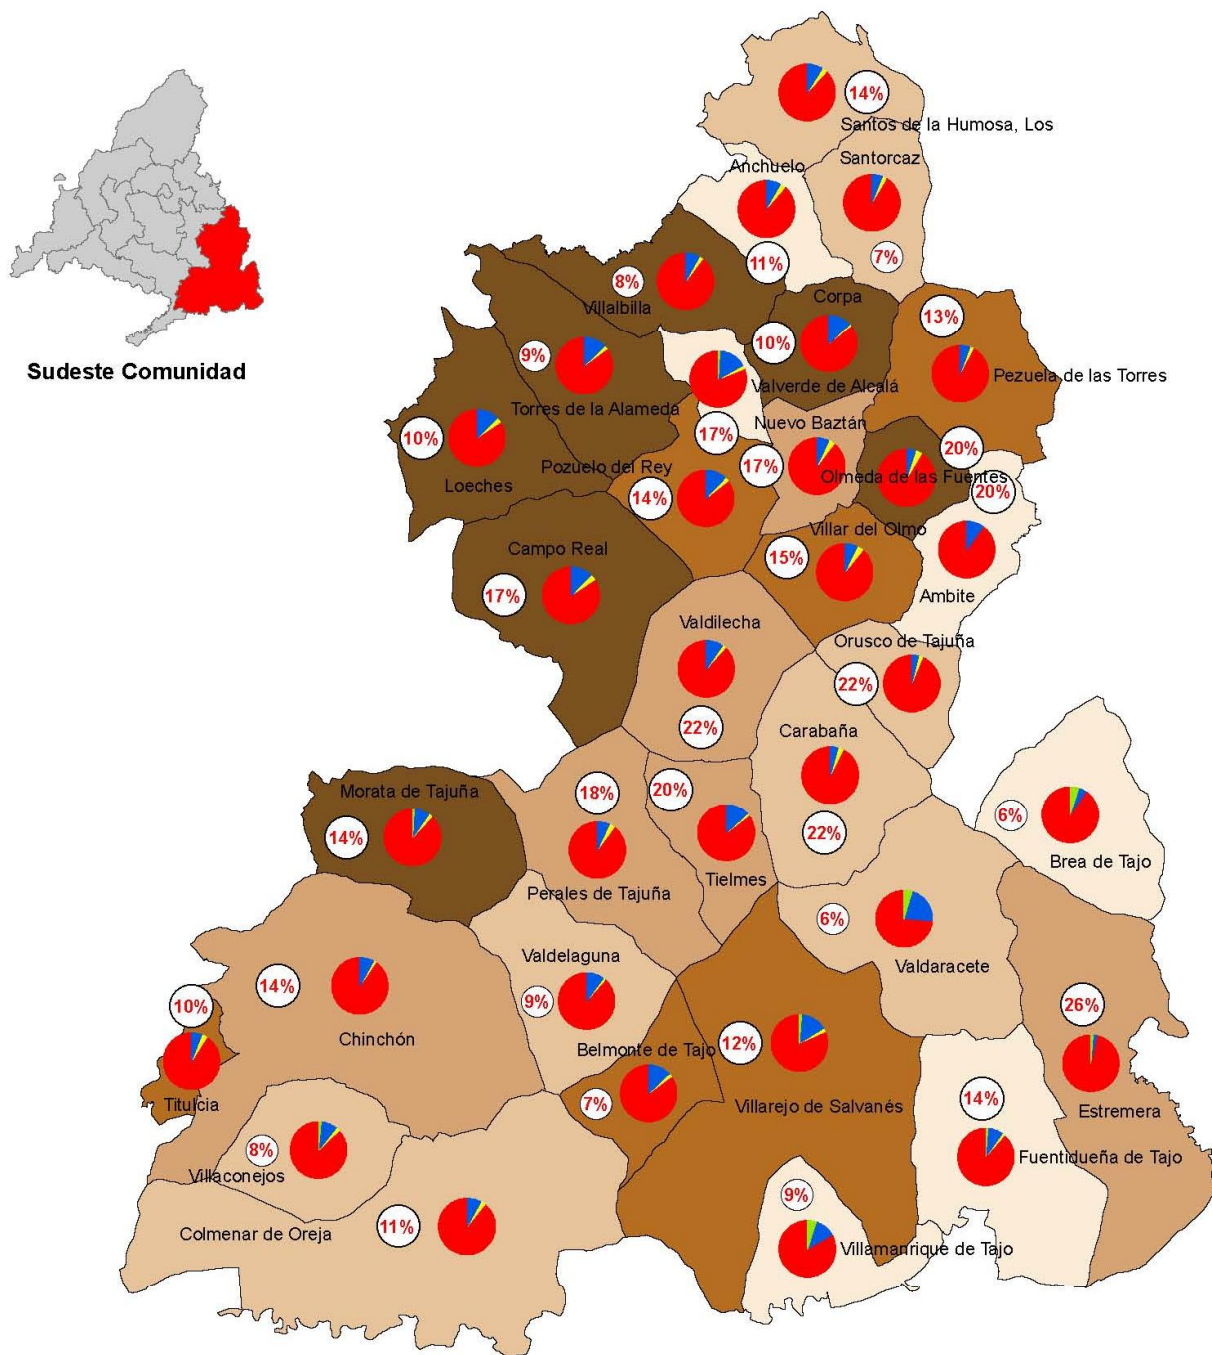 14%
Santos de la Humosa, Los
Anchuelo
Santorcaz
11%
7%
8%
Villalbilla
Corpa
13%
10%
9%
Sudeste Comunidad
Valverde de Alcalá
Pezuela de las Torres
Torres de la Alameda
Nuevo Baztán
17%
10%
20%
Pozuelo del Rey
17%
Olmeda de las Fuentes
Loeches
14%
20%
Villar del Olmo
Campo Real
15%
17%
Ambite
Valdilecha
Orusco de Tajuña
22%
22%
Carabaña
Morata de Tajuña
18%
20%
14%
22%
6%
Brea de Tajo
Tielmes
Perales de Tajuña
6%
Valdelaguna
Valdaracete
14%
9%
10%
26%
Chinchón
Belmonte de Tajo
12%
Titulcia
7%
Villarejo de Salvanés
14%
Estremera
8%
Fuentidueña de Tajo
Villaconejos
9%
Colmenar de Oreja
11%
Villamanrique de Tajo